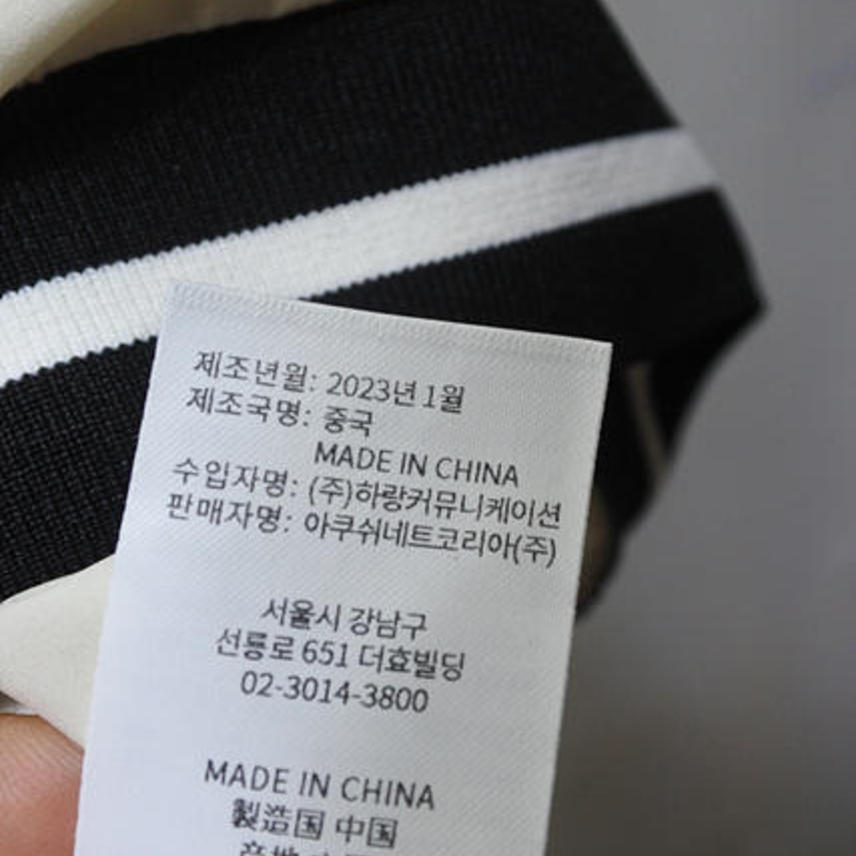 제조년월: 2023년 1월
제조국명: 중국
MADE IN CHINA
수입자명: (주)하랑커뮤니케이션
판매자명: 아쿠쉬네트코리아(주)
서울시 강남구
선릉로 651 더효빌딩
02-3014-3800
MADE IN CHINA
製造国 中国